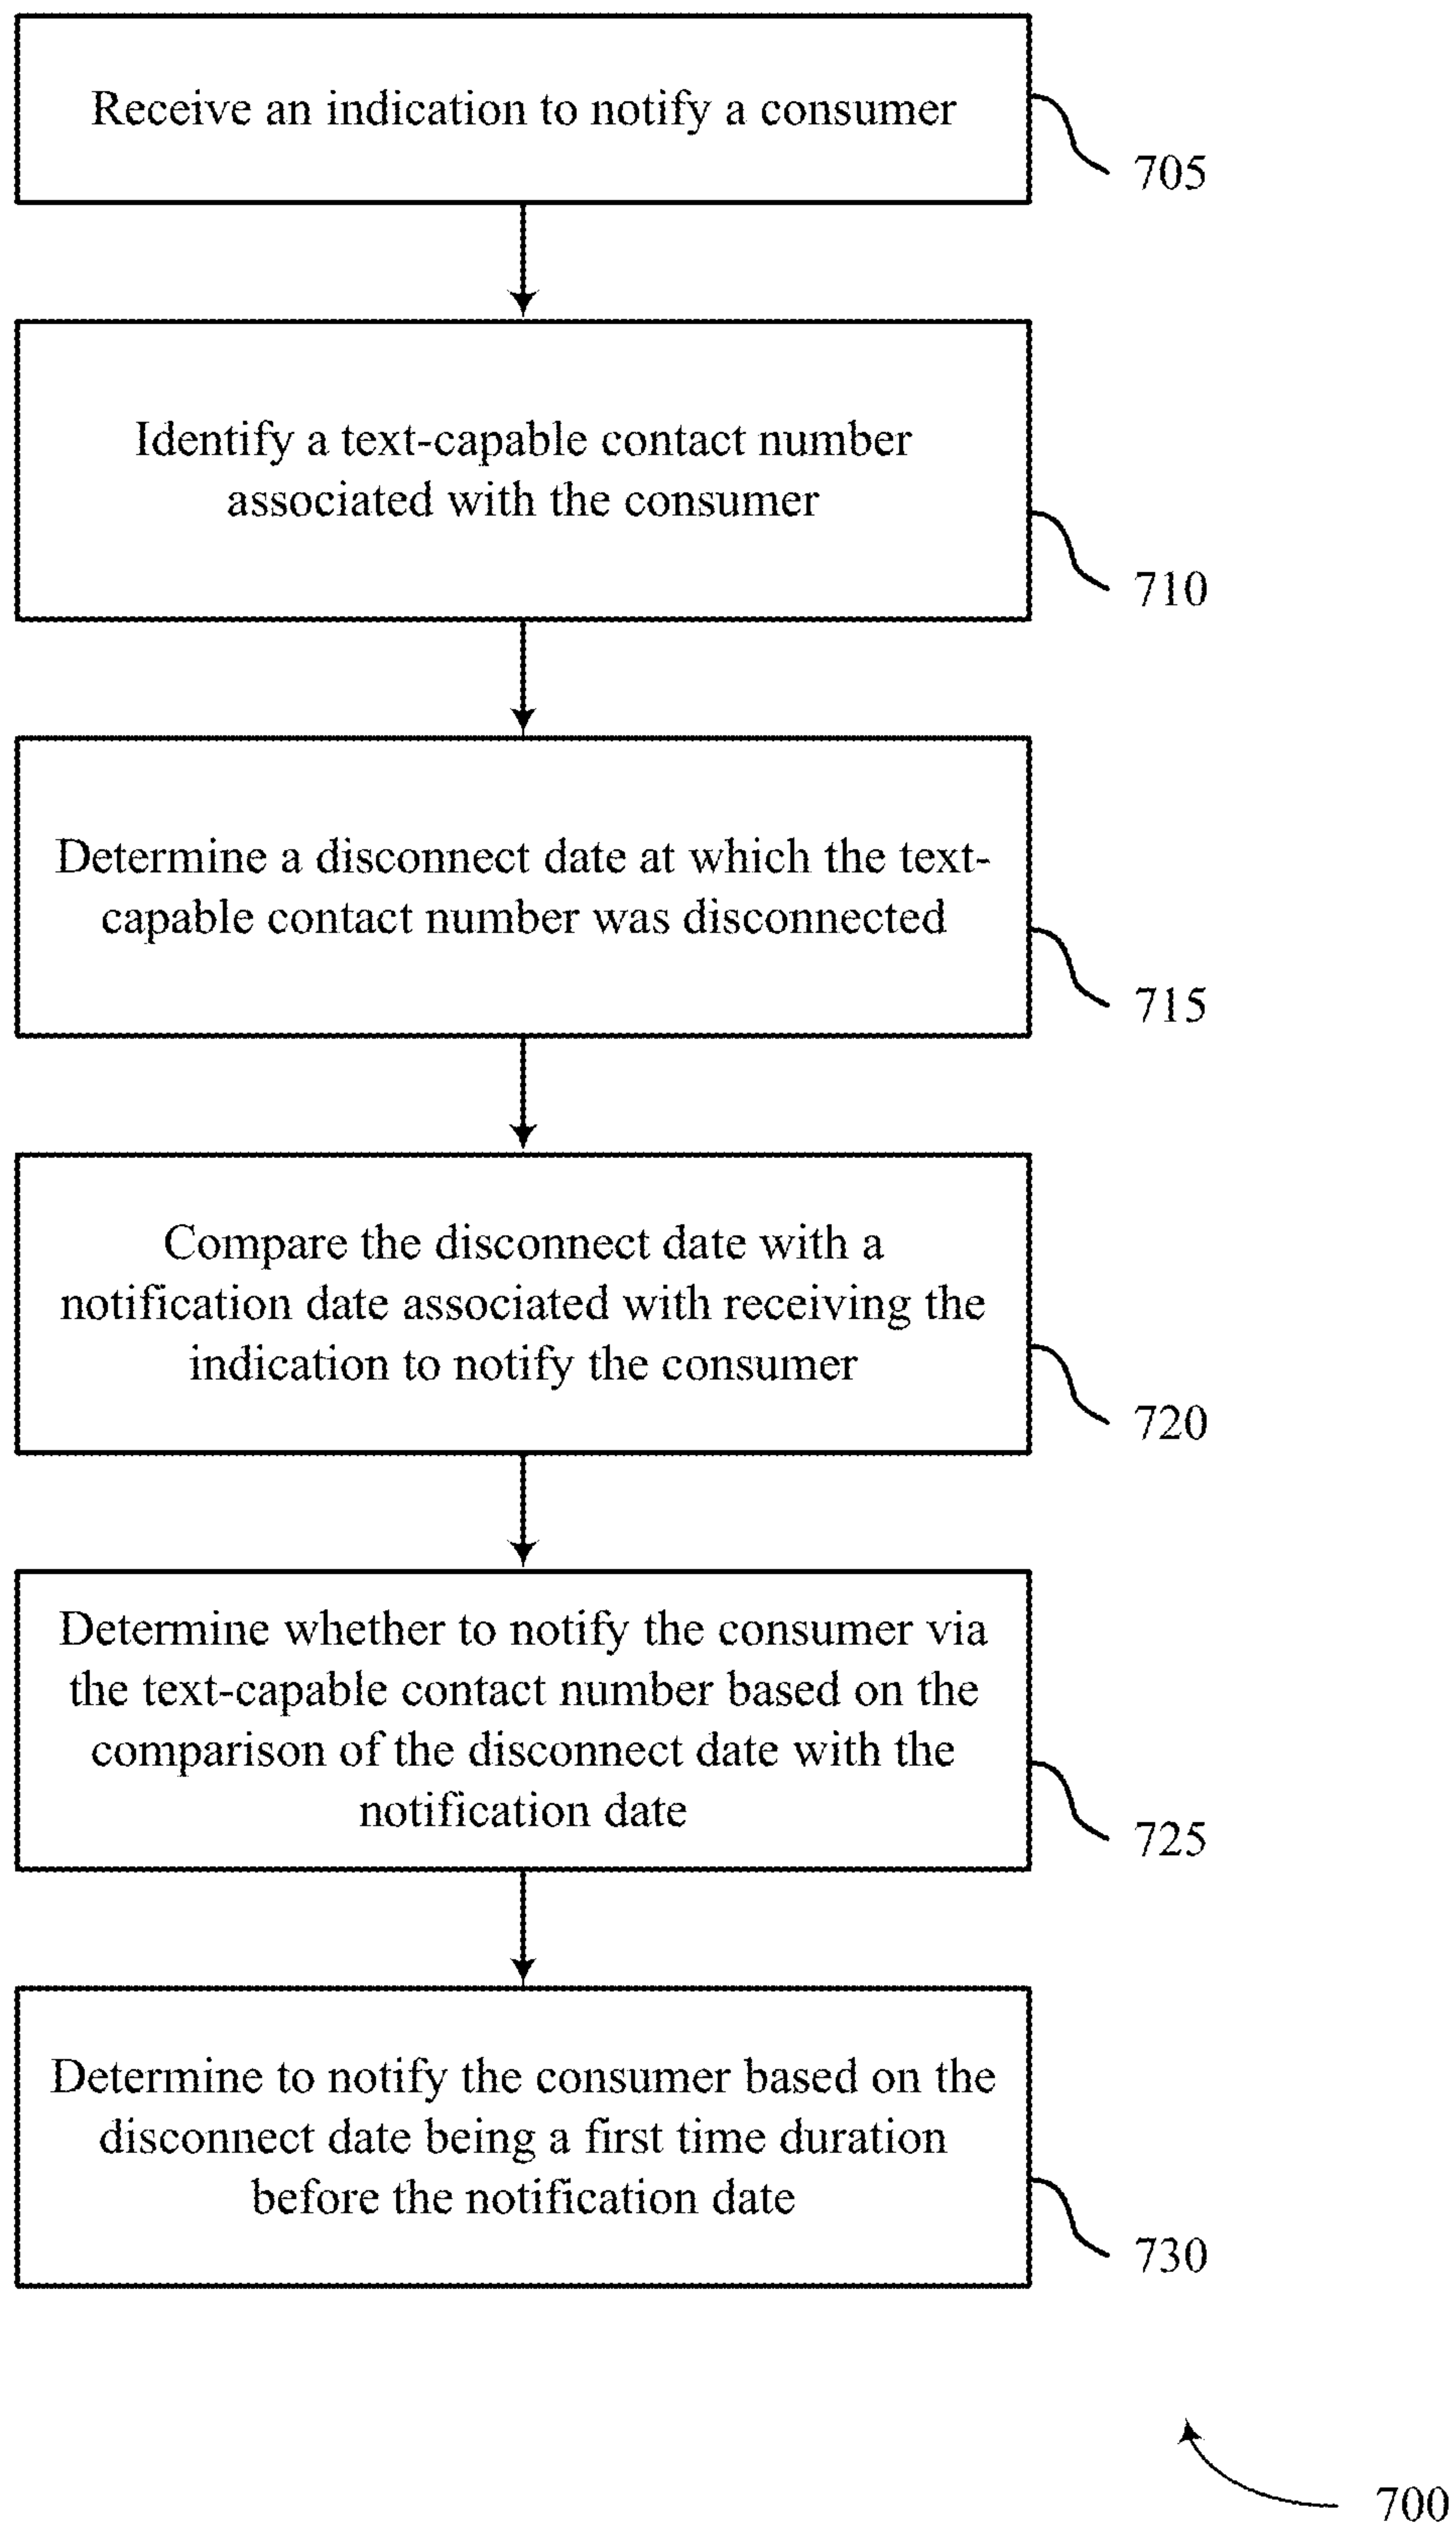 Receive an indication to notify a consumer
705
Identify a text-capable contact number
associated with the consumer
710
Determine a disconnect date at which the text-
capable contact number was disconnected
715
Compare the disconnect date with a
notification date associated with receiving the
indication to notify the consumer
720
Determine whether to notify the consumer via
the text-capable contact number based on the
comparison of the disconnect date with the
notification date
725
Determine to notify the consumer based on the
disconnect date being a first time duration
before the notification date
730
700